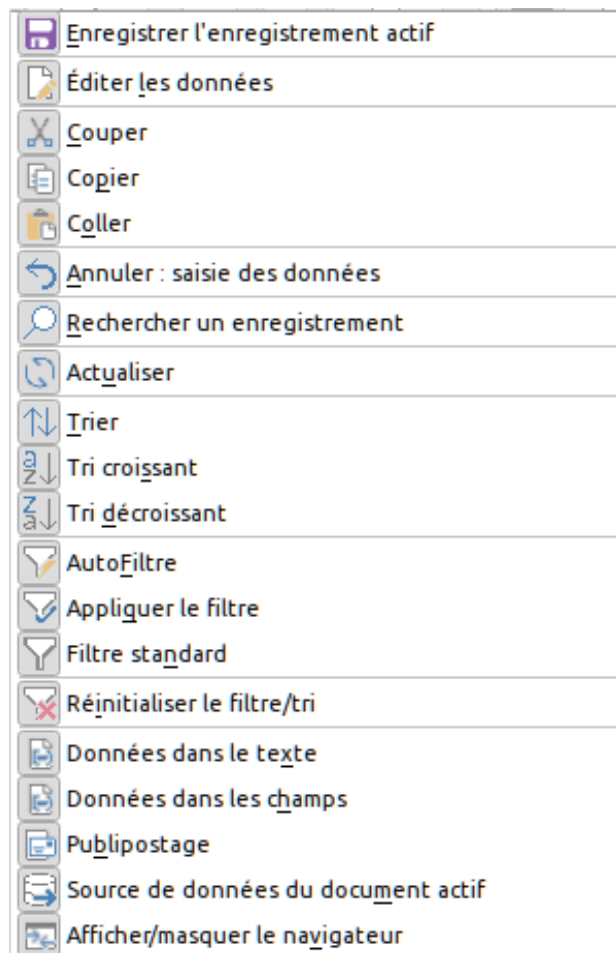 Enregistrer l'enregistrement actif
Éditer les données
Couper
Copier
Coller
Annuler : saisie des données
Rechercher un enregistrement
Actualiser
Trier
Tri croissant
Tri décroissant
AutoFiltre
Appliquer le filtre
Filtre standard
Réinitialiser le filtre/tri
Données dans le texte
Données dans les champs
Publipostage
Source de données du document actif
Afficher/masquer le navigateur